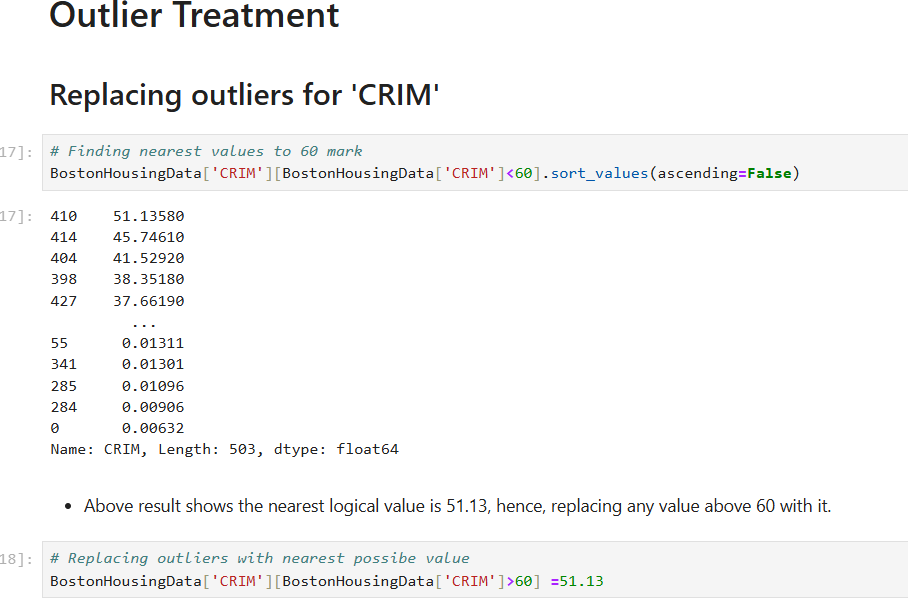 Outlier Treatment
Replacing outliers for 'CRIM'
17]: # Finding nearest values to 60 mark
BostonHousingData['CRIM'][BostonHousingData['CRIM']<60].sort_values(ascending=False)
17]: 410 51.13580
414 45.74610
404 41.52920
398 38.35180
427 37.66190
...
55 0.01311
341 0.01301
285 0.01096
284 0.00906
0 0.00632
Name: CRIM, Length: 503, dtype: float64
• Above result shows the nearest logical value is 51.13, hence, replacing any value above 60 with it.
18]: # Replacing outliers with nearest possibe value
BostonHousingData['CRIM'][BostonHousingData['CRIM']>60] =51.13